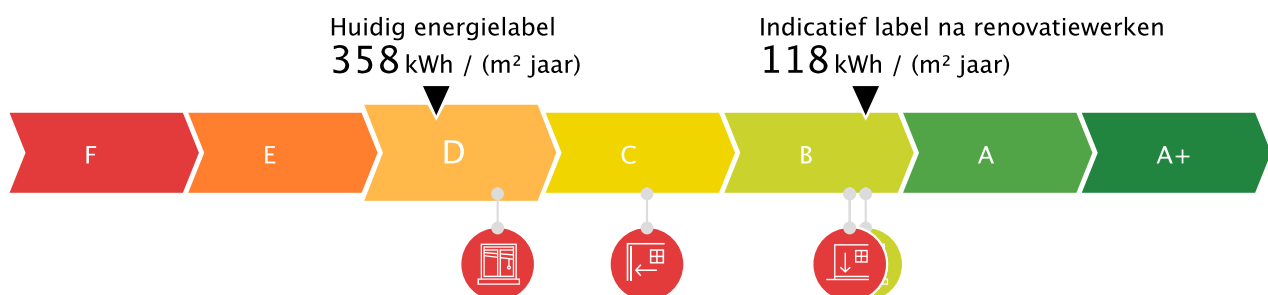 Huidig energielabel
358 kWh / (m² jaar)
Indicatief label na renovatiewerken
118 kWh / (m² jaar)
F
E
D
C
B
A
A+